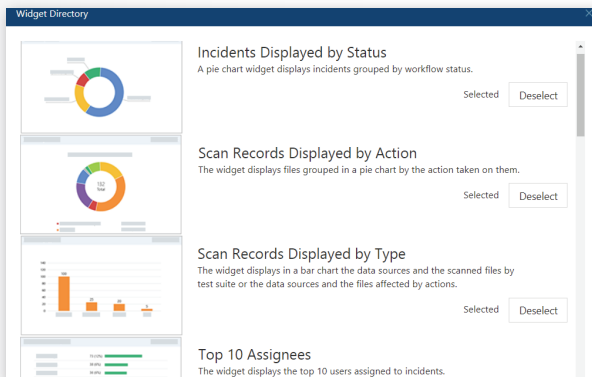 Widget Directory
Incidents Displayed by Status
A pie chart widget displays incidents grouped by workflow status.
Selected
Deselect
Scan Records Displayed by Action
The widget displays files grouped in a pie chart by the action taken on them.
Selected
Deselect
Scan Records Displayed by Type
The widget displays in a bar chart the data sources and the scanned files by
test suite or the data sources and the files affected by actions.
Selected
Deselect
Top 10 Assignees
The widget displays the top 10 users assigned to incidents.